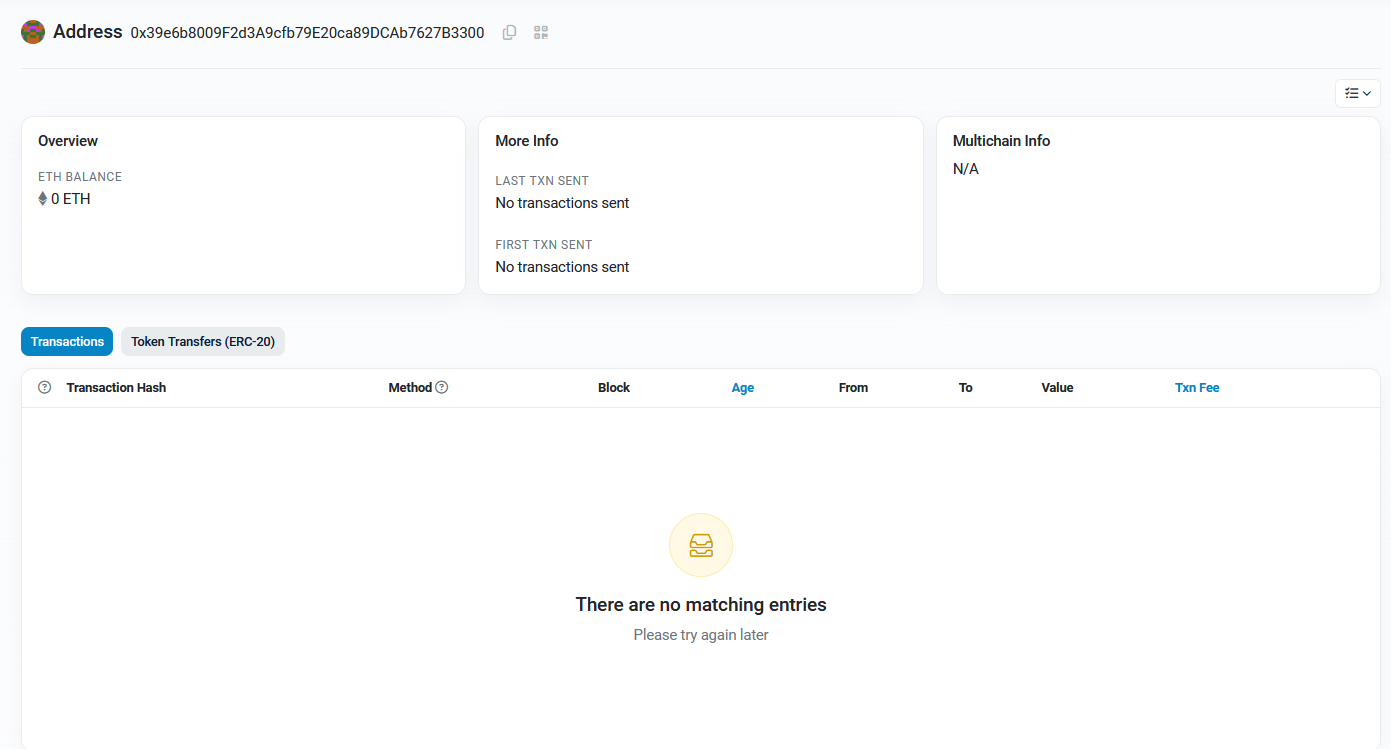 Address 0x39e6b8009F2d3A9cfb79E20ca89DCAb7627B3300
Overview
ETH BALANCE
0 ETH
More Info
LAST TXN SENT
No transactions sent
FIRST TXN SENT
No transactions sent
Multichain Info
N/A
Transactions Token Transfers (ERC-20)
Transaction Hash Method Block Age From To Value Txn Fee
There are no matching entries
Please try again later